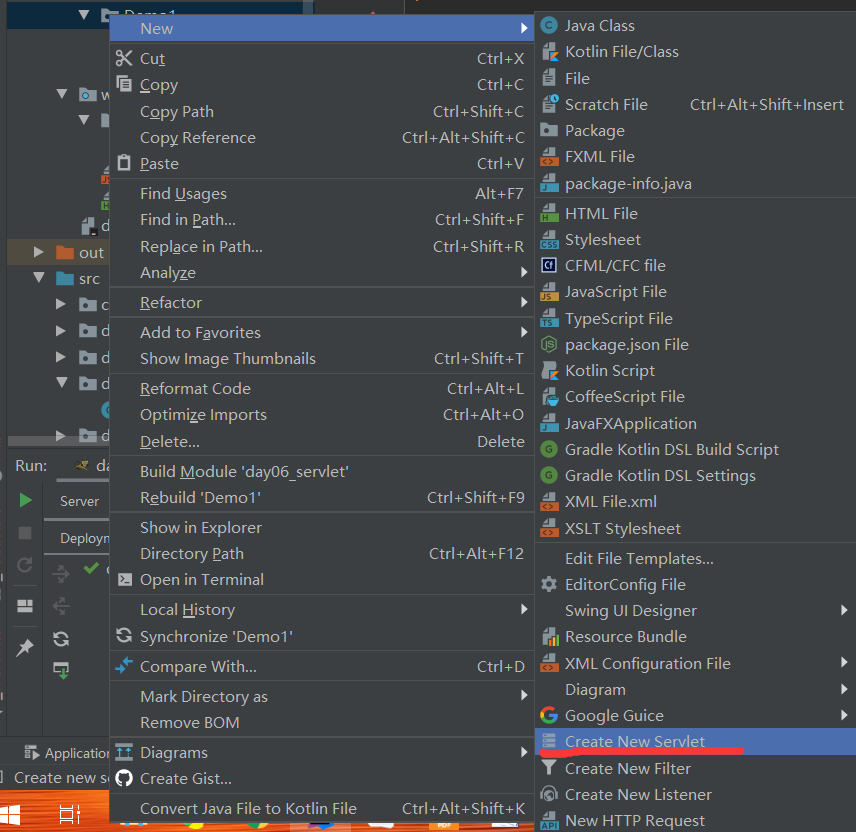 Demo1
out
src
Run:
Server
Create new
New
Cut Ctrl+X
Copy Ctrl+C
Copy Path Ctrl+Shift+C
Copy Reference Ctrl+Alt+Shift+C
Paste Ctrl+V
Find Usages Alt+F7
Find in Path... Ctrl+Shift+F
Replace in Path... Ctrl+Shift+R
Analyze
Refactor
Add to Favorites
Show Image Thumbnails Ctrl+Shift+T
Reformat Code Ctrl+Alt+L
Optimize Imports Ctrl+Alt+O
Delete... Delete
Build Module 'day06_servlet'
Rebuild 'Demo1' Ctrl+Shift+F9
Show in Explorer
Directory Path Ctrl+Alt+F12
Open in Terminal
Local History
Synchronize 'Demo1'
Compare With... Ctrl+D
Mark Directory as
Remove BOM
Diagrams
Create Gist...
Convert Java File to Kotlin File Ctrl+Alt+Shift+K
Java Class
Kotlin File/Class
File
Scratch File Ctrl+Alt+Shift+Insert
Package
FXML File
package-info.java
HTML File
Stylesheet
CFML/CFC file
JavaScript File
TypeScript File
package.json File
Kotlin Script
CoffeeScript File
JavaFXApplication
Gradle Kotlin DSL Build Script
Gradle Kotlin DSL Settings
XML File.xml
XSLT Stylesheet
Edit File Templates...
EditorConfig File
Swing UI Designer
Resource Bundle
XML Configuration File
Diagram
Google Guice
Create New Servlet
Create New Filter
Create New Listener
New HTTP Request